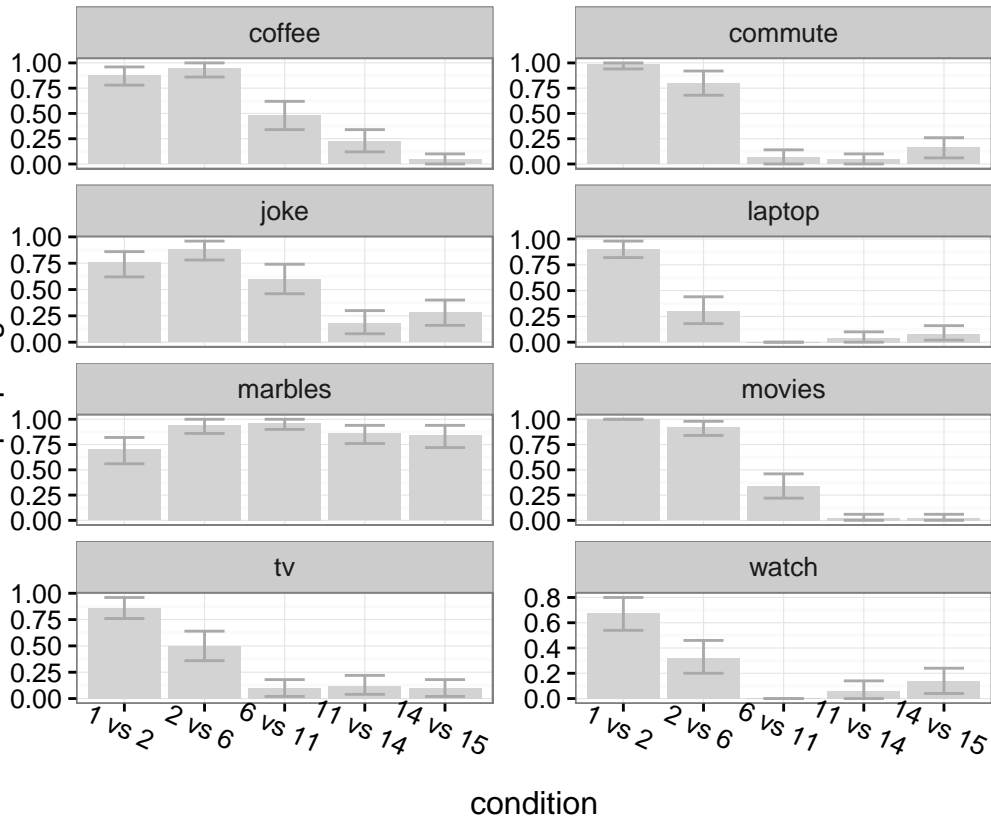 coffee
commute
1.00
0.75
0.50
0.25
0.00
1.00
0.75
0.50
0.25
0.00
joke
laptop
1.00
0.75
0.50
0.25
0.00
1.00
0.75
0.50
0.25
0.00
marbles
movies
1.00
0.75
0.50
0.25
0.00
1.00
0.75
0.50
0.25
0.00
tv
watch
1.00
0.75
0.50
0.25
0.00
0.8
0.6
0.4
0.2
0.0
1 vs 2
2 vs 6
6 vs 11
11 vs 14
14 vs 15
1 vs 2
2 vs 6
6 vs 11
11 vs 14
14 vs 15
condition